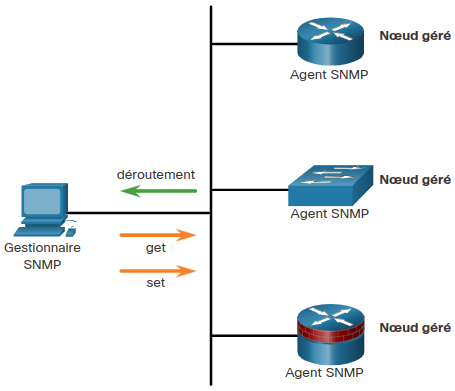 Nœud géré
Agent SNMP
déroutement
Nœud géré
Agent SNMP
Gestionnaire
SNMP
get
set
Nœud géré
Agent SNMP